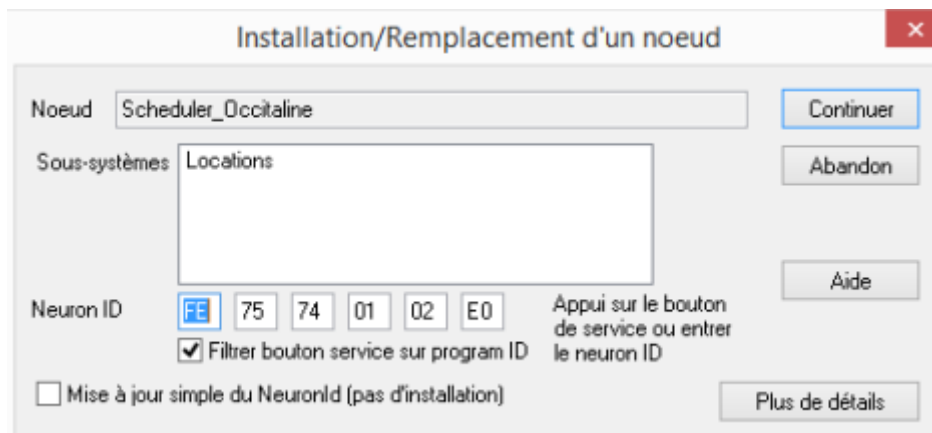 Installation/Remplacement d'un noeud
Noeud Scheduler_Occitaline Continuer
Sous-systèmes Locations Abandon
Aide
Neuron ID FE 75 74 01 02 E0 Appui sur le bouton
de service ou entrer
Filtrer bouton service sur program ID le neuron ID
Mise à jour simple du NeuronId (pas d'installation) Plus de détails